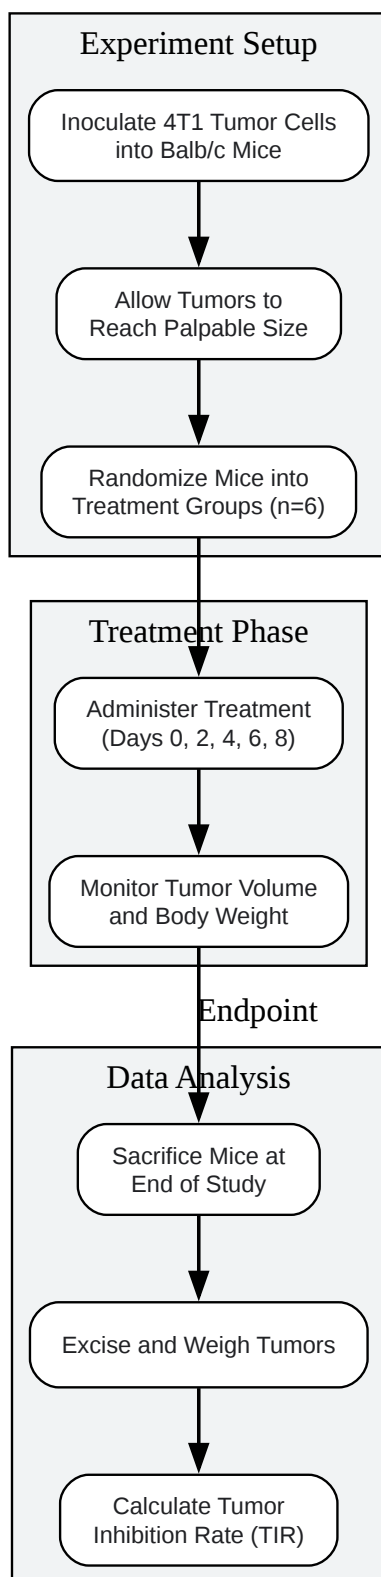 Experiment Setup
Inoculate 4T1 Tumor Cells
into Balb/c Mice
Allow Tumors to
Reach Palpable Size
Randomize Mice into
Treatment Groups (n=6)
Treatment Phase
Administer Treatment
(Days 0, 2, 4, 6, 8)
Monitor Tumor Volume
and Body Weight
Endpoint
Data Analysis
Sacrifice Mice at
End of Study
Excise and Weigh Tumors
Calculate Tumor
Inhibition Rate (TIR)